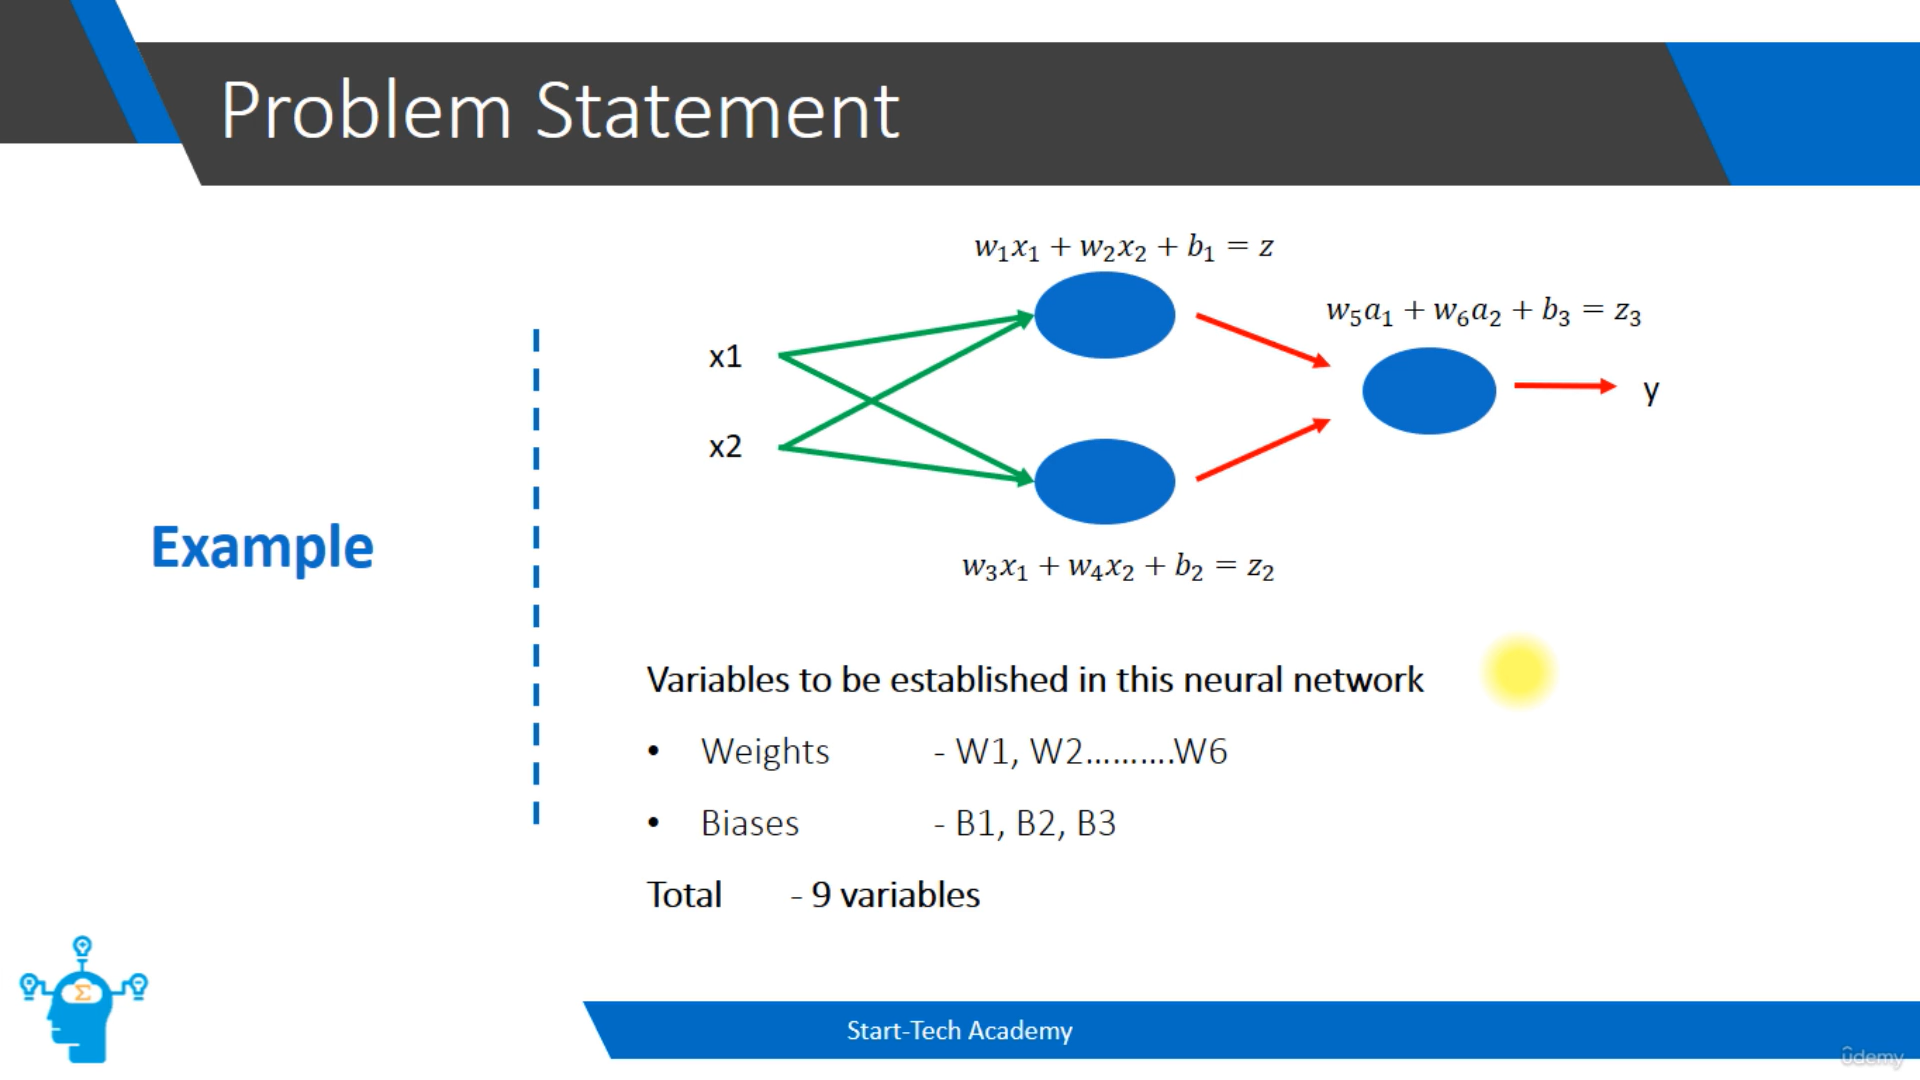 Problem Statement
w₁x₁ + w₂x₂ + b₁ = z
w₅a₁ + w₆a₂ + b₃ = z₃
x1
y
x2
Example
w₃x₁ + w₄x₂ + b₂ = z₂
Variables to be established in this neural network
• Weights - W1, W2..........W6
• Biases - B1, B2, B3
Total - 9 variables
Σ
Start-Tech Academy
ûdemy